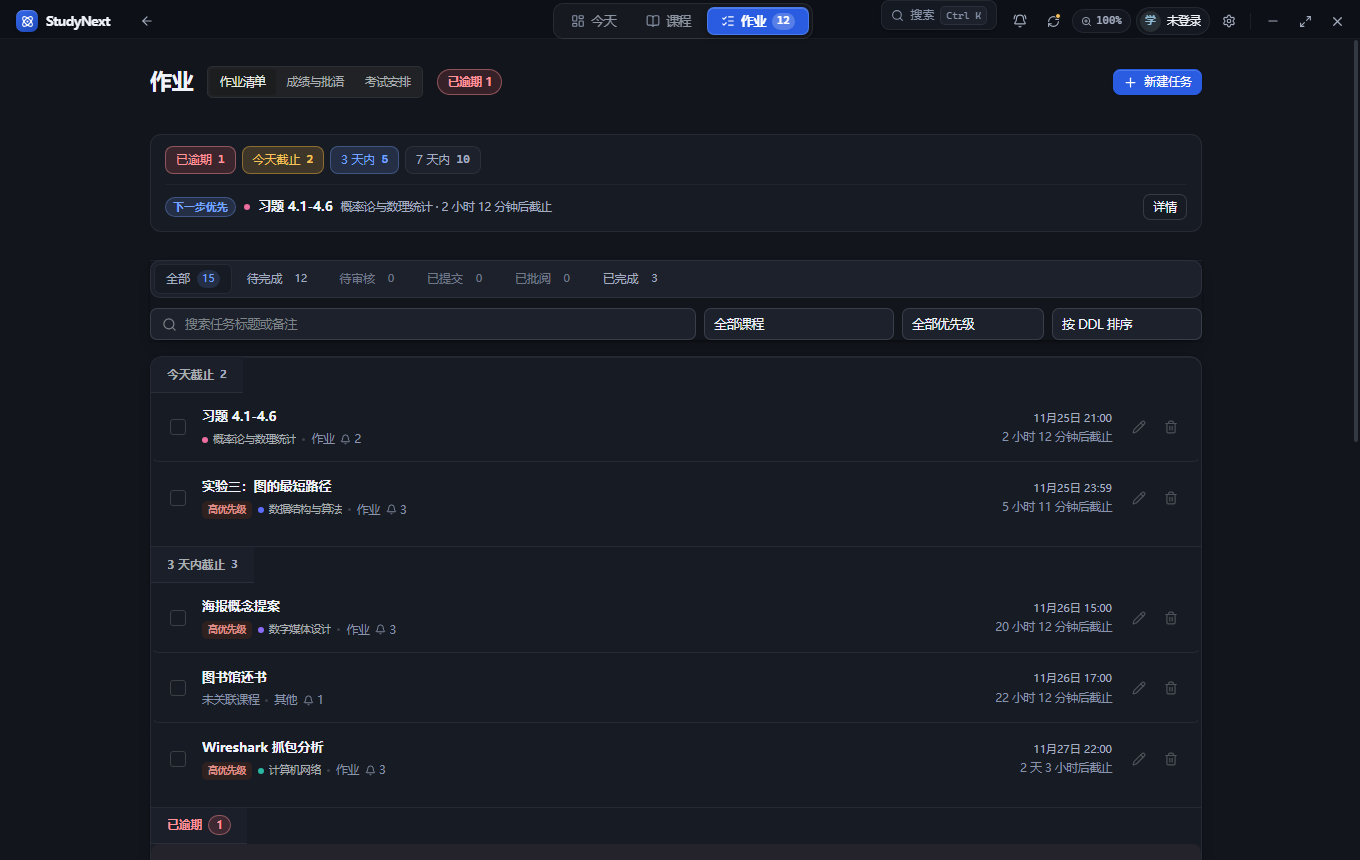 StudyNext 今天 课程 作业 12 搜索 Ctrl K 100% 学 未登录
作业 作业清单 成绩与批语 考试安排 已逾期 1 新建任务
已逾期 1 今天截止 2 3 天内 5 7 天内 10
下一步优先 习题 4.1-4.6 概率论与数理统计 · 2 小时 12 分钟后截止 详情
全部 15 待完成 12 待审核 0 已提交 0 已批阅 0 已完成 3
搜索任务标题或备注 全部课程 全部优先级 按 DDL 排序
今天截止 2
习题 4.1-4.6
11月25日 21:00
概率论与数理统计 · 作业 2
2 小时 12 分钟后截止
实验三：图的最短路径
11月25日 23:59
高优先级 数据结构与算法 · 作业 3
5 小时 11 分钟后截止
3 天内截止 3
海报概念提案
11月26日 15:00
高优先级 数字媒体设计 · 作业 3
20 小时 12 分钟后截止
图书馆还书
11月26日 17:00
未关联课程 · 其他 1
22 小时 12 分钟后截止
Wireshark 抓包分析
11月27日 22:00
高优先级 计算机网络 · 作业 3
2 天 3 小时后截止
已逾期 1